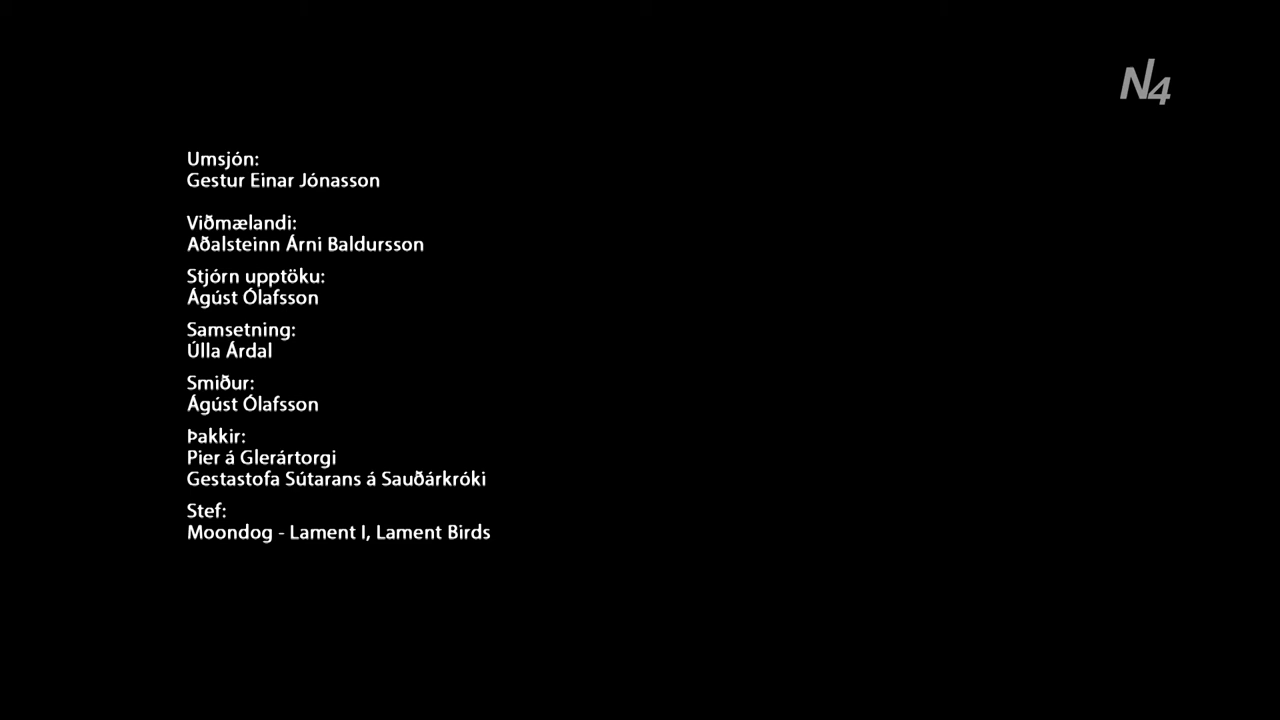 N4
Umsjón:
Gestur Einar Jónasson
Viðmælandi:
Aðalsteinn Árni Baldursson
Stjórn upptöku:
Ágúst Ólafsson
Samsetning:
Úlla Árdal
Smiður:
Ágúst Ólafsson
Þakkir:
Pier á Glerártorgi
Gestastofa Sútarans á Sauðárkróki
Stef:
Moondog - Lament I, Lament Birds